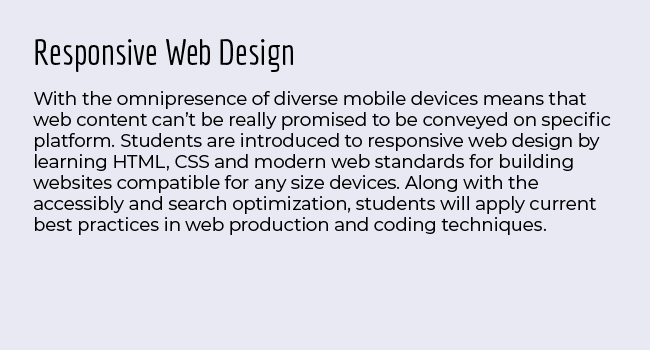 Responsive Web Design
With the omnipresence of diverse mobile devices means that
web content can’t be really promised to be conveyed on specific
platform. Students are introduced to responsive web design by
learning HTML, CSS and modern web standards for building
websites compatible for any size devices. Along with the
accessibly and search optimization, students will apply current
best practices in web production and coding techniques.